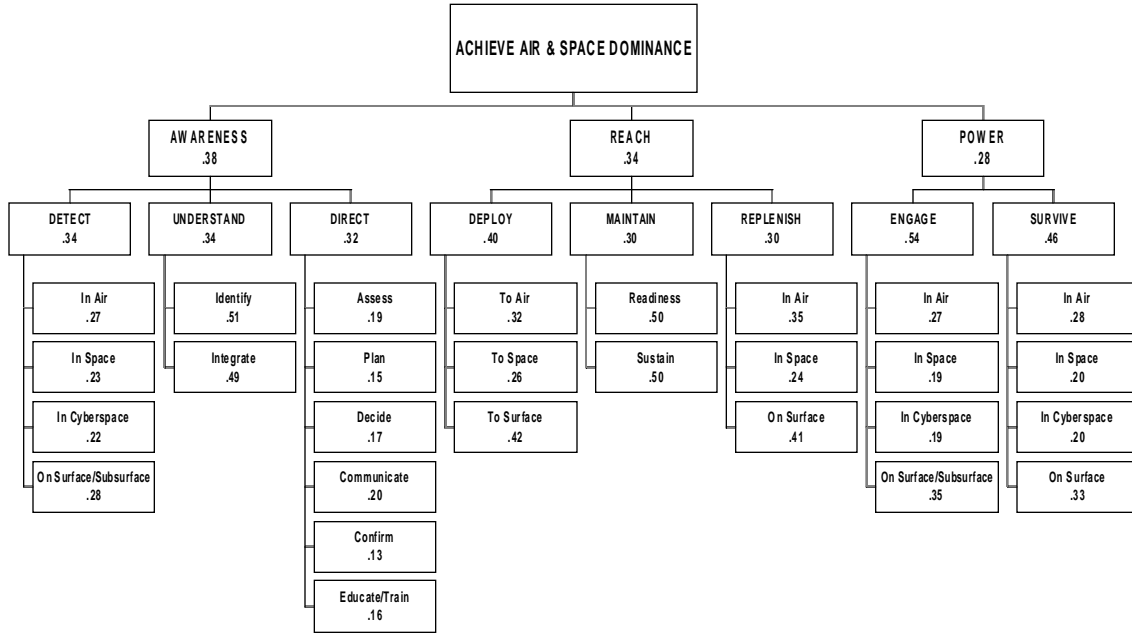 ACHIEVE AIR & SPACE DOMINANCE
AWARENESS
.38
REACH
.34
POWER
.28
DETECT
.34
UNDERSTAND
.34
DIRECT
.32
DEPLOY
.40
MAINTAIN
.30
REPLENISH
.30
ENGAGE
.54
SURVIVE
.46
In Air
.27
In Space
.23
In Cyberspace
.22
On Surface/Subsurface
.28
Identify
.51
Integrate
.49
Assess
.19
Plan
.15
Decide
.17
Communicate
.20
Confirm
.13
Educate/Train
.16
To Air
.32
To Space
.26
To Surface
.42
Readiness
.50
Sustain
.50
In Air
.35
In Space
.24
On Surface
.41
In Air
.27
In Space
.19
In Cyberspace
.19
On Surface/Subsurface
.35
In Air
.28
In Space
.20
In Cyberspace
.20
On Surface
.33